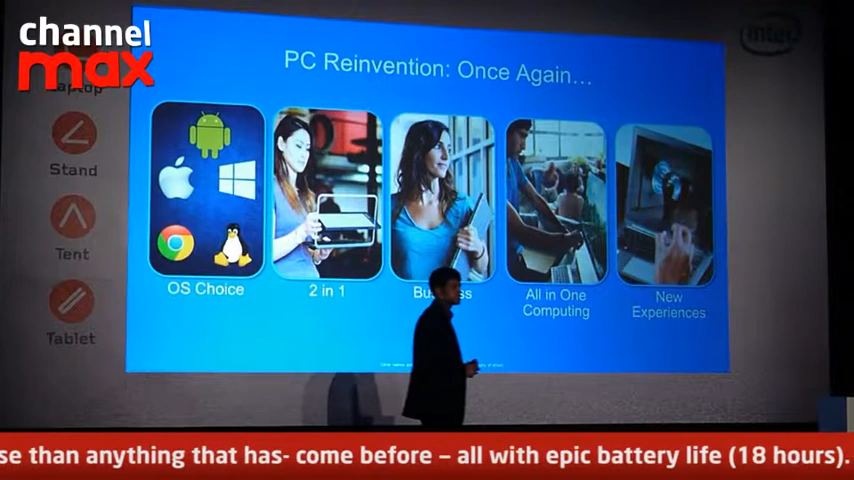 channel
max
intel
PC Reinvention: Once Again...
Laptop
Stand
Tent
Tablet
OS Choice
2 in 1
All in One
Computing
New
Experiences
se than anything that has- come before – all with epic battery life (18 hours).